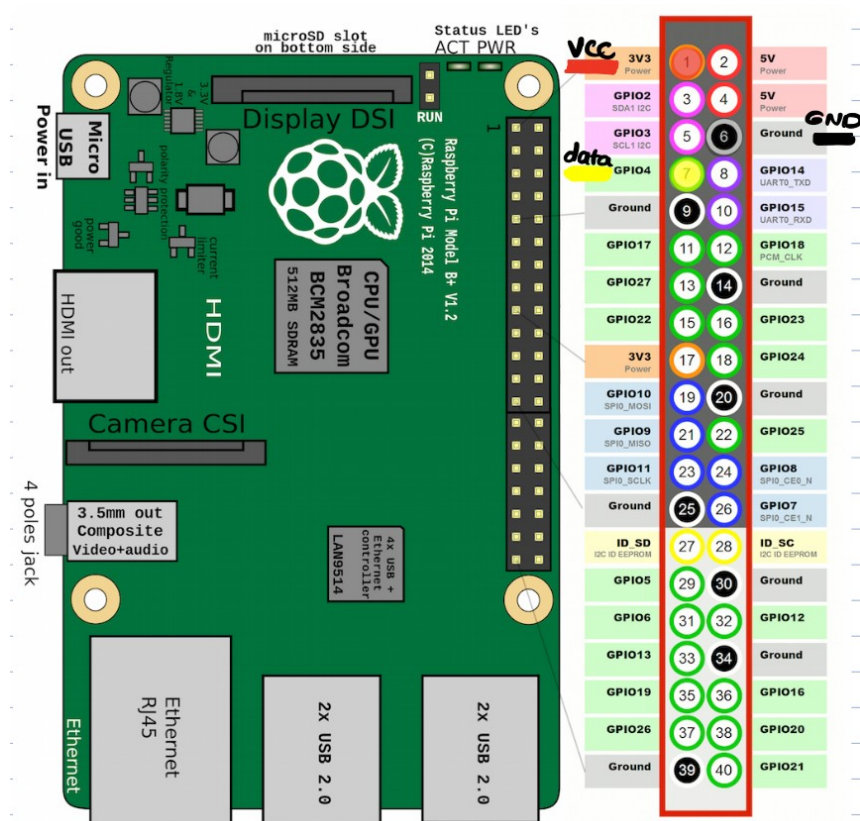 microSD slot
on bottom side
Status LED's
ACT PWR
RUN
Display DSI
1
3.3V
1.8V
&
Regulator
Power in
Micro
USB
polarity protection
power
good
current
limiter
Raspberry Pi Model B+ V1.2
(C)Raspberry Pi 2014
HDMI out
HDMI
CPU/GPU
Broadcom
BCM2835
512MB SDRAM
Camera CSI
4 poles jack
3.5mm out
Composite
Video+audio
4x USB +
Ethernet
controller
LAN9514
Ethernet
Ethernet
RJ45
2x USB 2.0
2x USB 2.0
VCC
3V3 1 2 5V
Power Power
GPIO2 3 4 5V
SDA1 I2C Power
GND
GPIO3 5 6 Ground
SCL1 I2C
data
GPIO4 7 8 GPIO14
UART0_TXD
Ground 9 10 GPIO15
UART0_RXD
GPIO17 11 12 GPIO18
PCM_CLK
GPIO27 13 14 Ground
GPIO22 15 16 GPIO23
3V3 17 18 GPIO24
Power
GPIO10 19 20 Ground
SPI0_MOSI
GPIO9 21 22 GPIO25
SPI0_MISO
GPIO11 23 24 GPIO8
SPI0_SCLK SPI0_CE0_N
Ground 25 26 GPIO7
SPI0_CE1_N
ID_SD 27 28 ID_SC
I2C ID EEPROM I2C ID EEPROM
GPIO5 29 30 Ground
GPIO6 31 32 GPIO12
GPIO13 33 34 Ground
GPIO19 35 36 GPIO16
GPIO26 37 38 GPIO20
Ground 39 40 GPIO21